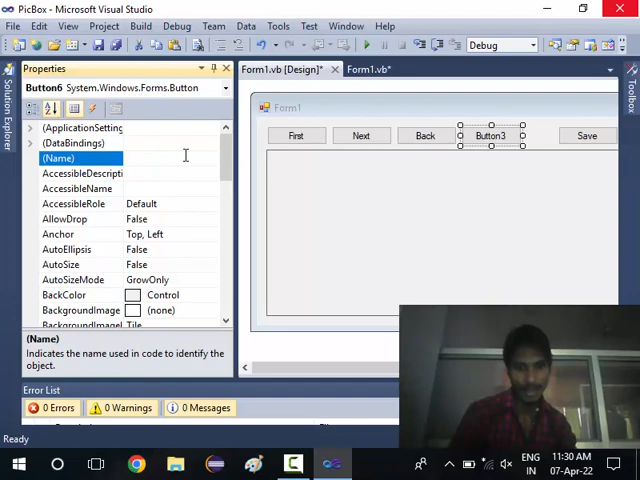 PicBox - Microsoft Visual Studio
File Edit View Project Build Debug Team Data Tools Test Window Help
Debug
Properties
Form1.vb [Design]*
Form1.vb*
Button6 System.Windows.Forms.Button
Form1
(ApplicationSetting
First Next Back Button3 Save
(DataBindings)
(Name)
AccessibleDescripti
AccessibleName
AccessibleRole Default
AllowDrop False
Anchor Top, Left
AutoEllipsis False
AutoSize False
AutoSizeMode GrowOnly
BackColor Control
BackgroundImage (none)
BackgroundImageL Tile
(Name)
Indicates the name used in code to identify the object.
Solution Explorer
Toolbox
Error List
0 Errors 0 Warnings 0 Messages
Ready
ENG
IN
11:30 AM
07-Apr-22